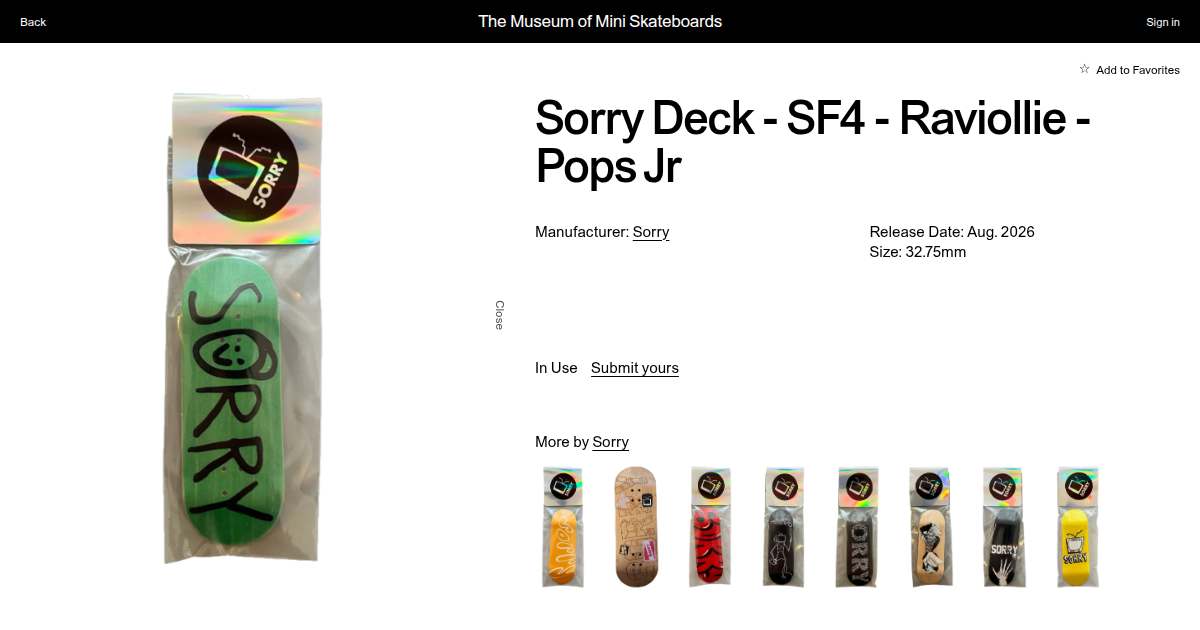 Back
The Museum of Mini Skateboards
Sign in
☆ Add to Favorites
SORRY
SORRY
Close
Sorry Deck - SF4 - Raviollie -
Pops Jr
Manufacturer: Sorry
Release Date: Aug. 2026
Size: 32.75mm
In Use Submit yours
More by Sorry
SORRY
SORRY
SORRY